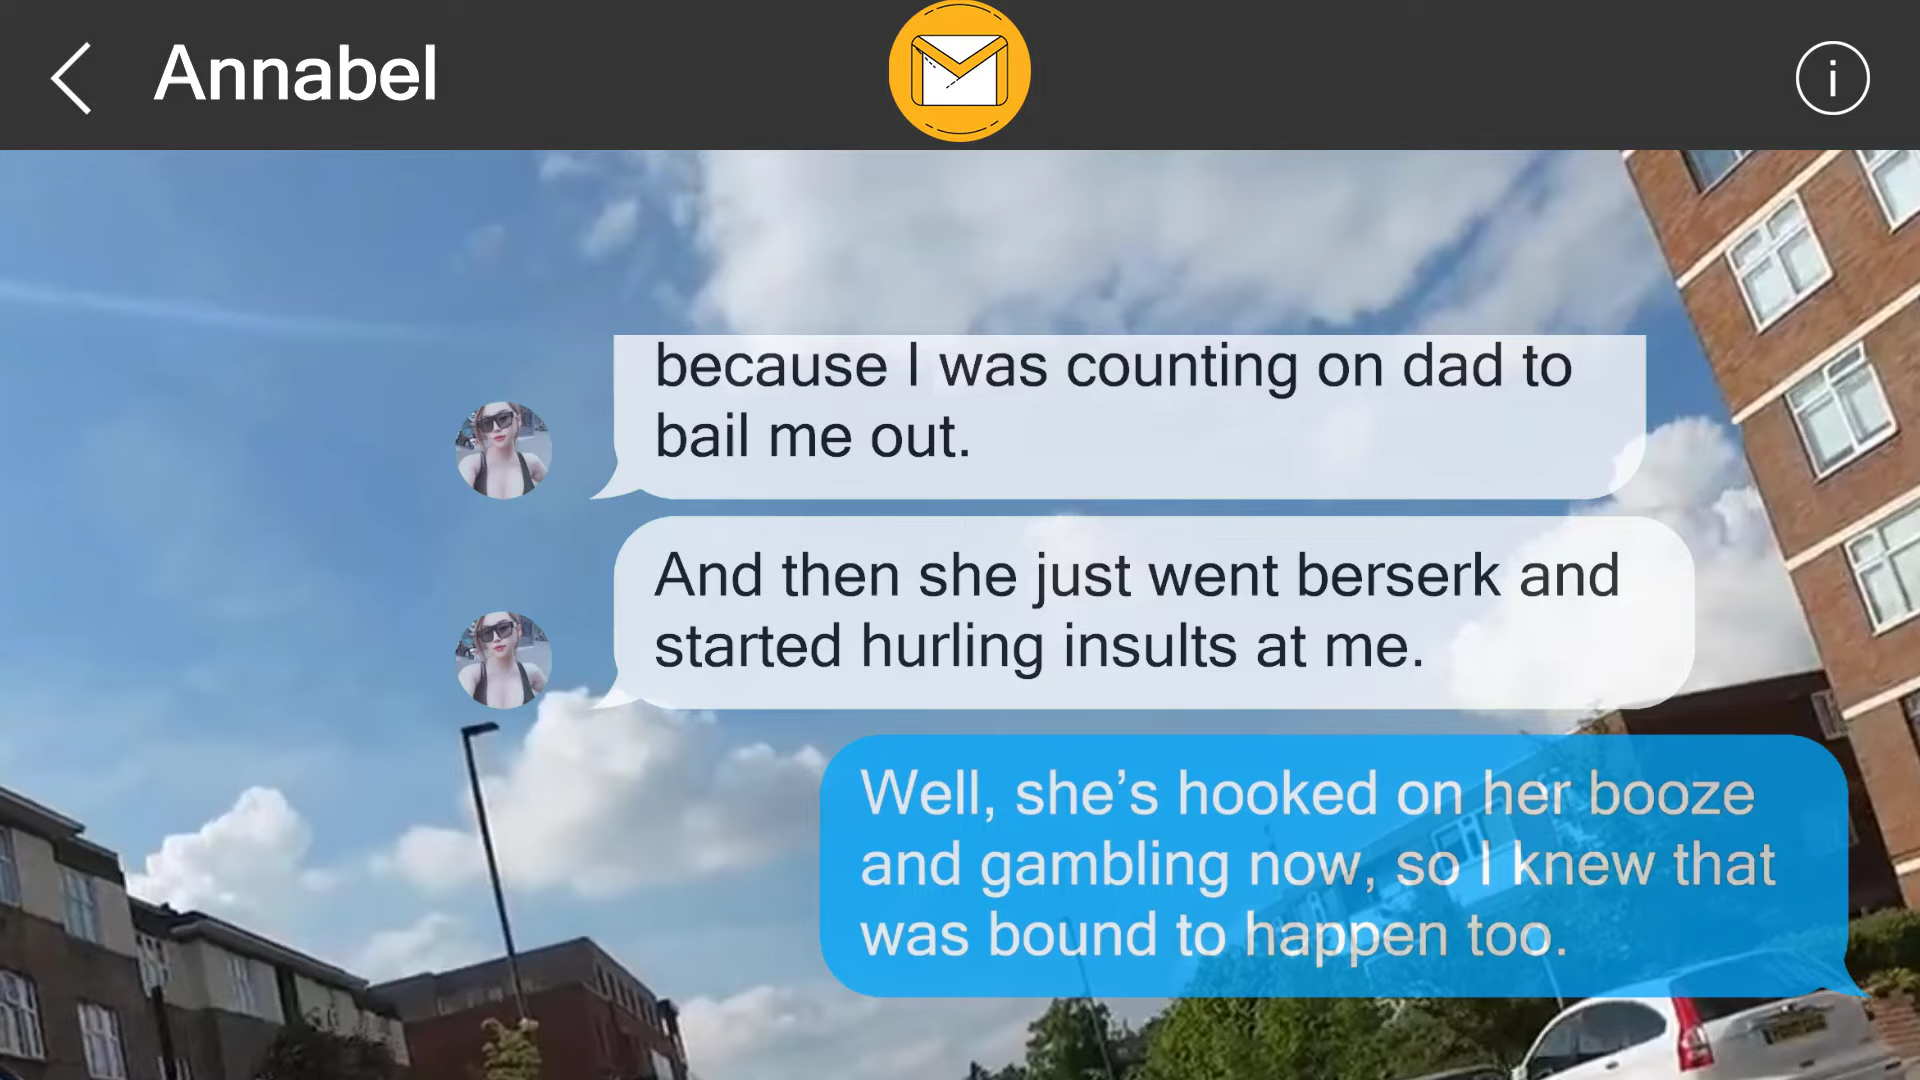 Annabel
because I was counting on dad to
bail me out.
And then she just went berserk and
started hurling insults at me.
Well, she’s hooked on her booze
and gambling now, so I knew that
was bound to happen too.